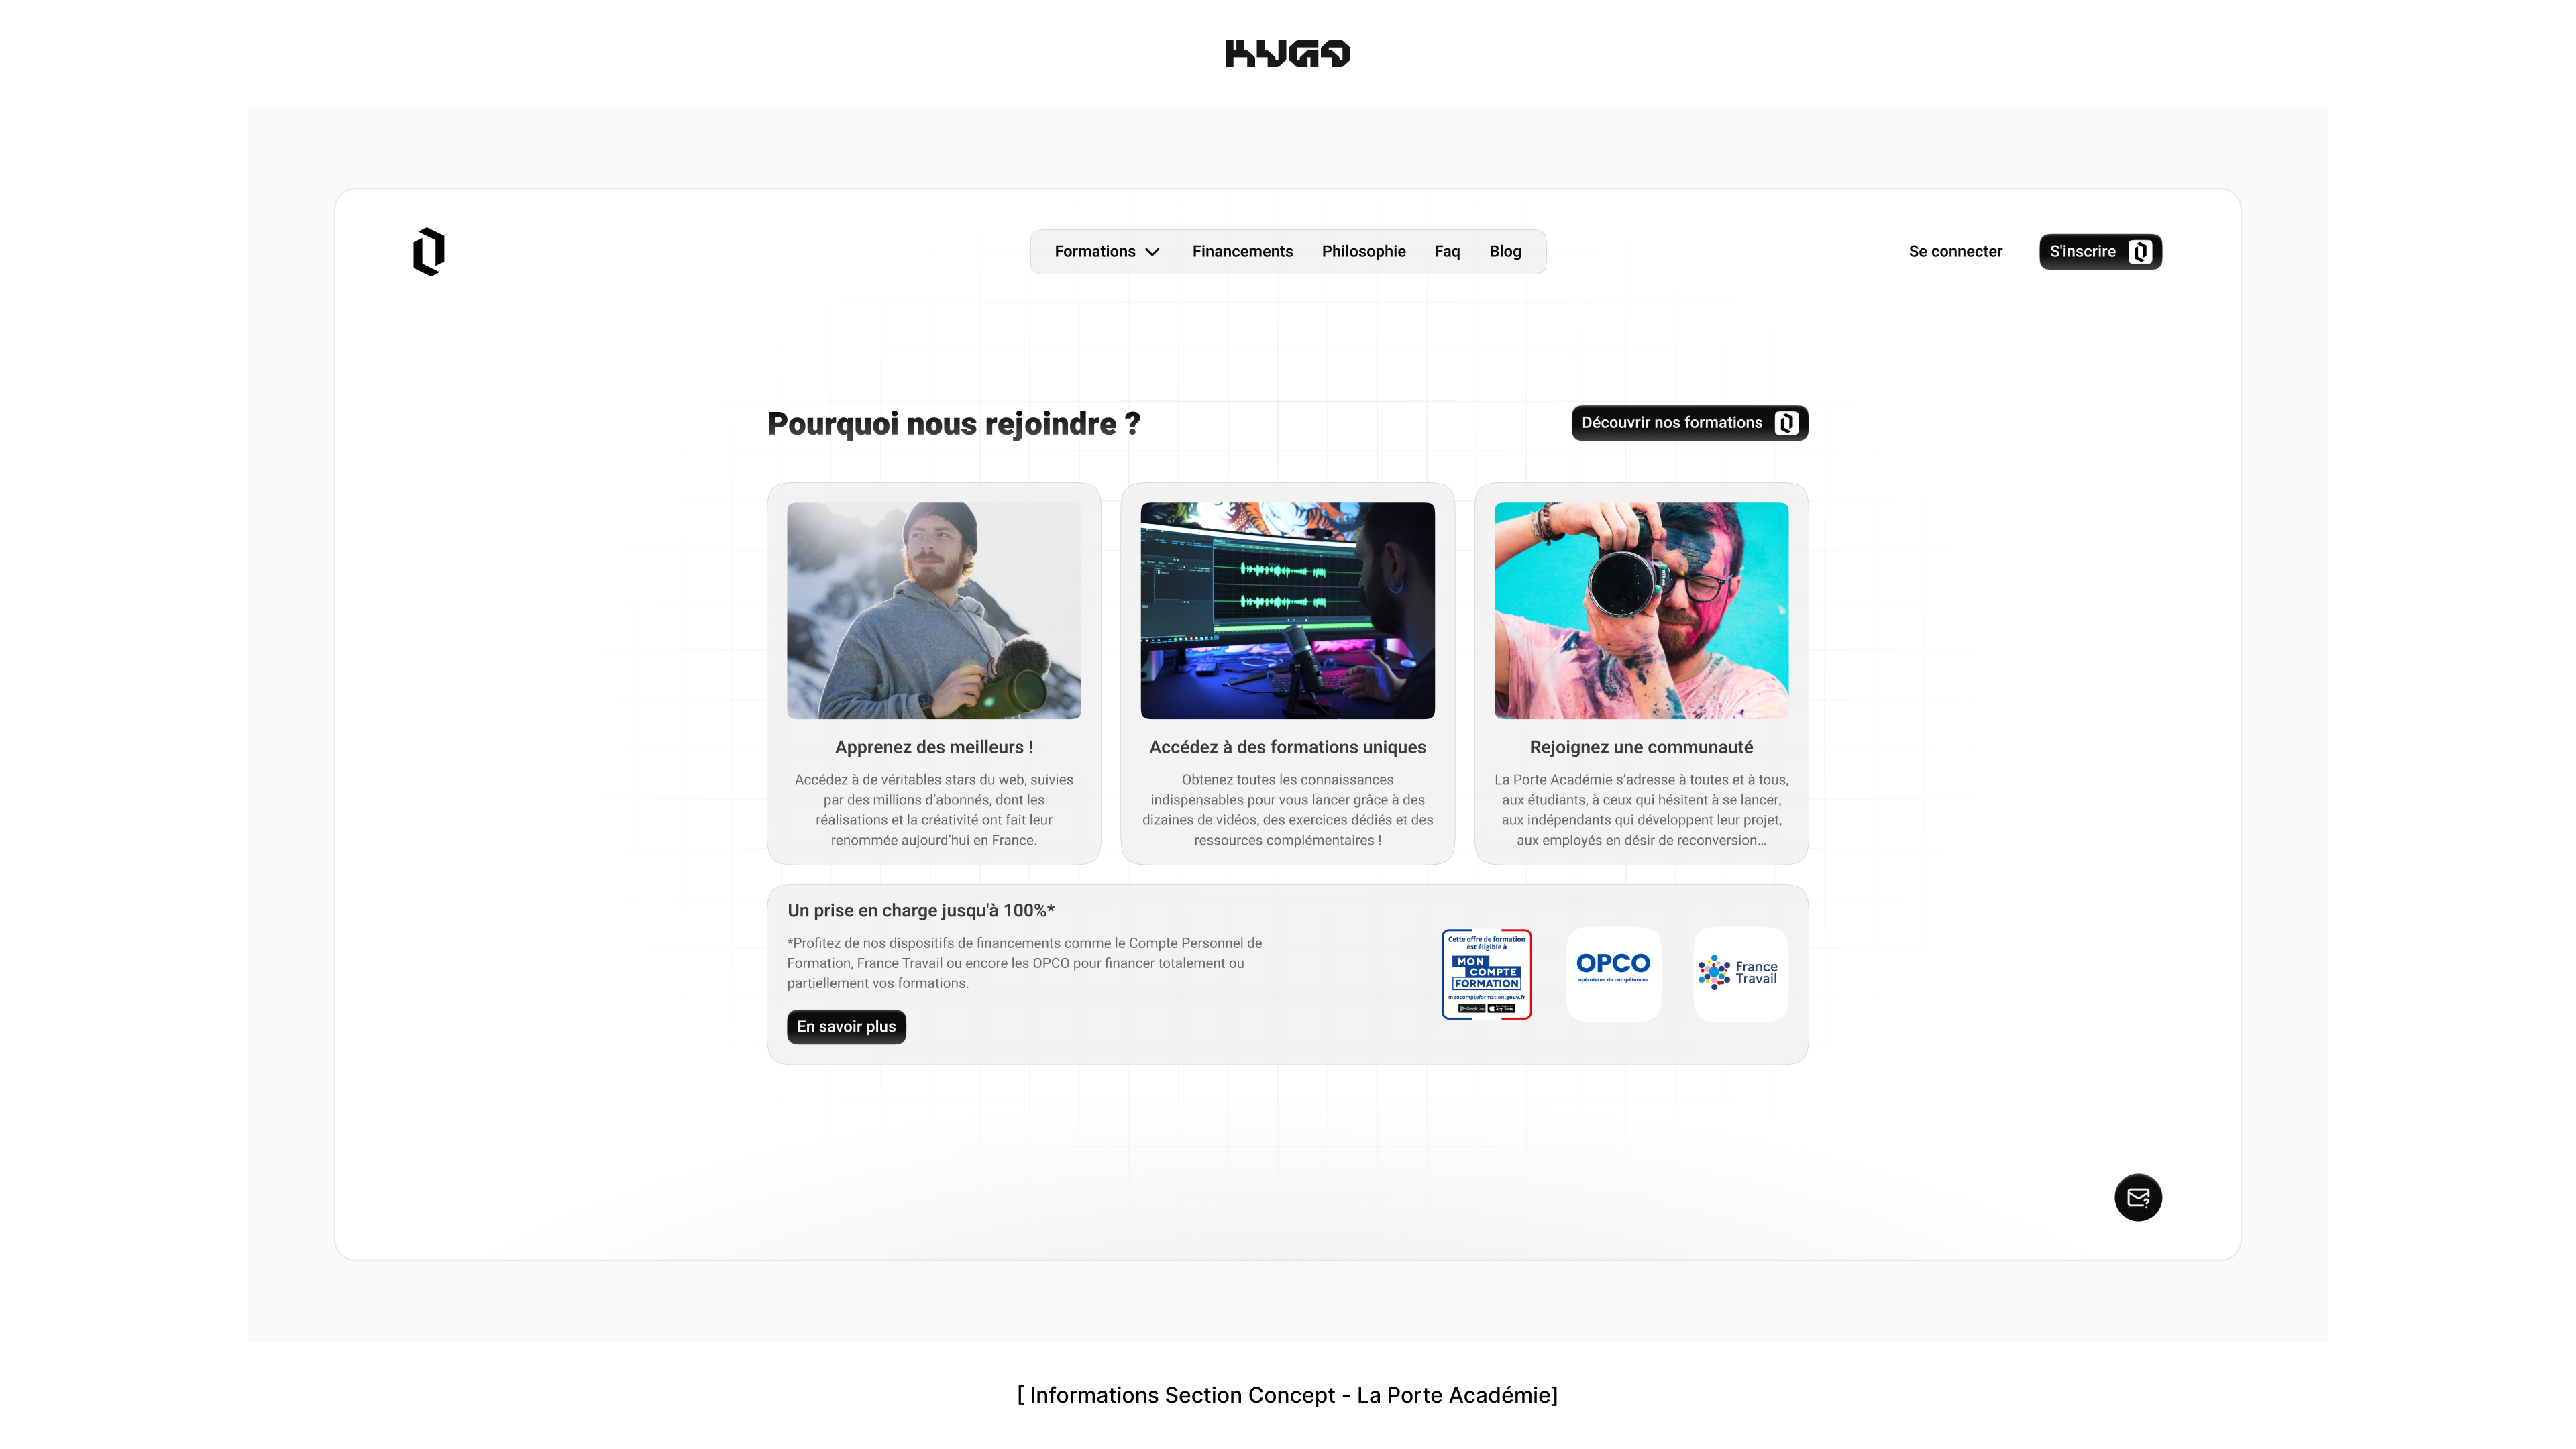 KYGO
Formations
Financements
Philosophie
Faq
Blog
Se connecter
S'inscrire
Pourquoi nous rejoindre ?
Découvrir nos formations
Apprenez des meilleurs !
Accédez à de véritables stars du web, suivies
par des millions d’abonnés, dont les
réalisations et la créativité ont fait leur
renommée aujourd’hui en France.
Accédez à des formations uniques
Obtenez toutes les connaissances
indispensables pour vous lancer grâce à des
dizaines de vidéos, des exercices dédiés et des
ressources complémentaires !
Rejoignez une communauté
La Porte Académie s’adresse à toutes et à tous,
aux étudiants, à ceux qui hésitent à se lancer,
aux indépendants qui développent leur projet,
aux employés en désir de reconversion…
Un prise en charge jusqu'à 100%*
*Profitez de nos dispositifs de financements comme le Compte Personnel de
Formation, France Travail ou encore les OPCO pour financer totalement ou
partiellement vos formations.
En savoir plus
Cette offre de formation
est éligible à
MON
COMPTE
FORMATION
moncompteformation.gouv.fr
Google play
App Store
OPCO
opérateurs de compétences
France
Travail
[ Informations Section Concept - La Porte Académie]